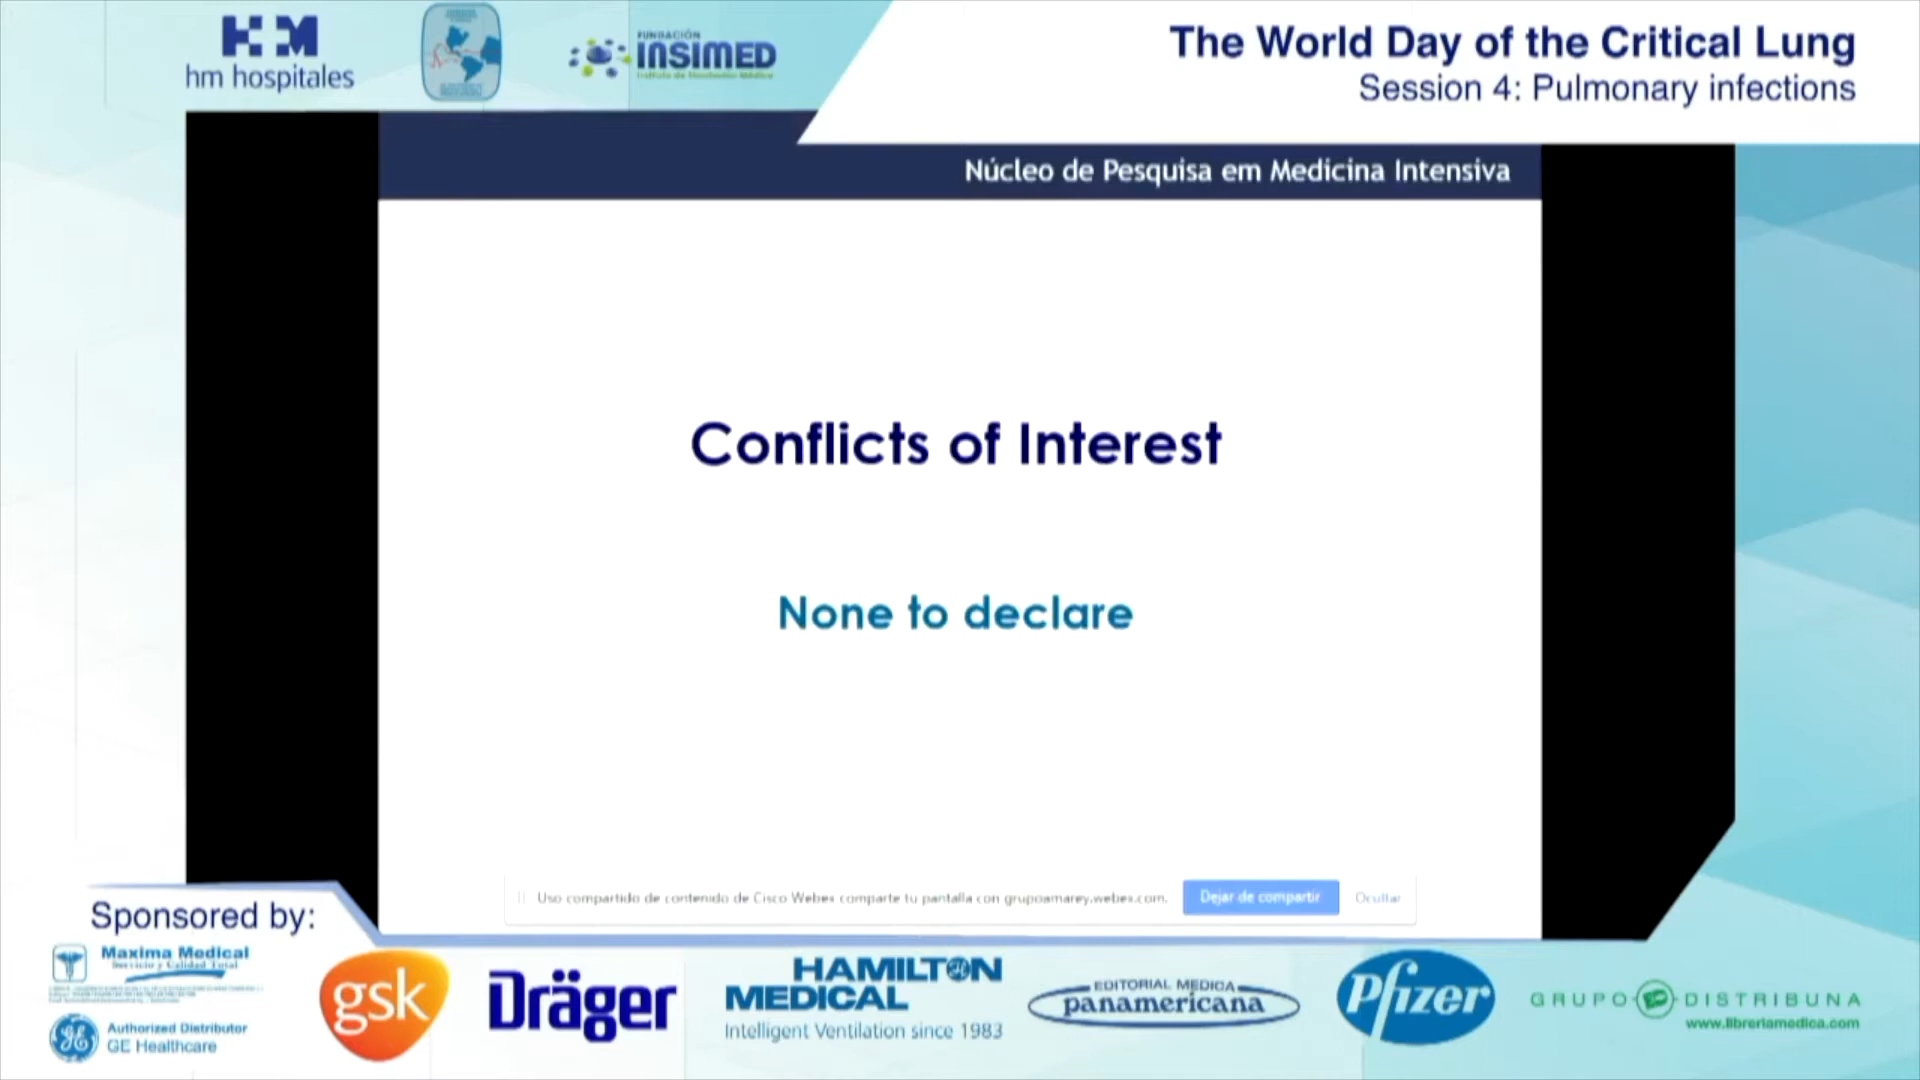 hm hospitales
FUNDACIÓN
INSIMED
The World Day of the Critical Lung
Session 4: Pulmonary infections
Núcleo de Pesquisa em Medicina Intensiva
Conflicts of Interest
None to declare
Uso compartido de contenido de Cisco Webex comparte tu pantalla con grupoamarey.webex.com.
Dejar de compartir
Ocultar
Sponsored by:
Maxima Medical
Servicio y Calidad Total
Authorized Distributor
GE Healthcare
gsk
Dräger
HAMILTON
MEDICAL
Intelligent Ventilation since 1983
EDITORIAL MEDICA
panamericana
Pfizer
GRUPO DISTRIBUNA
www.libreriamedica.com